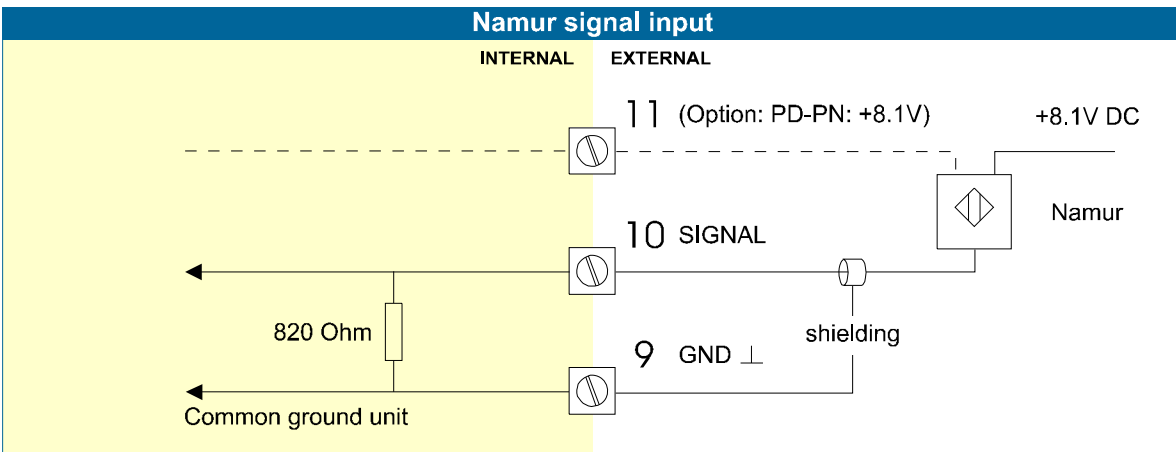 Namur signal input
INTERNAL EXTERNAL
11 (Option: PD-PN: +8.1V) +8.1V DC
Namur
10 SIGNAL
820 Ohm
shielding
9 GND ⊥
Common ground unit